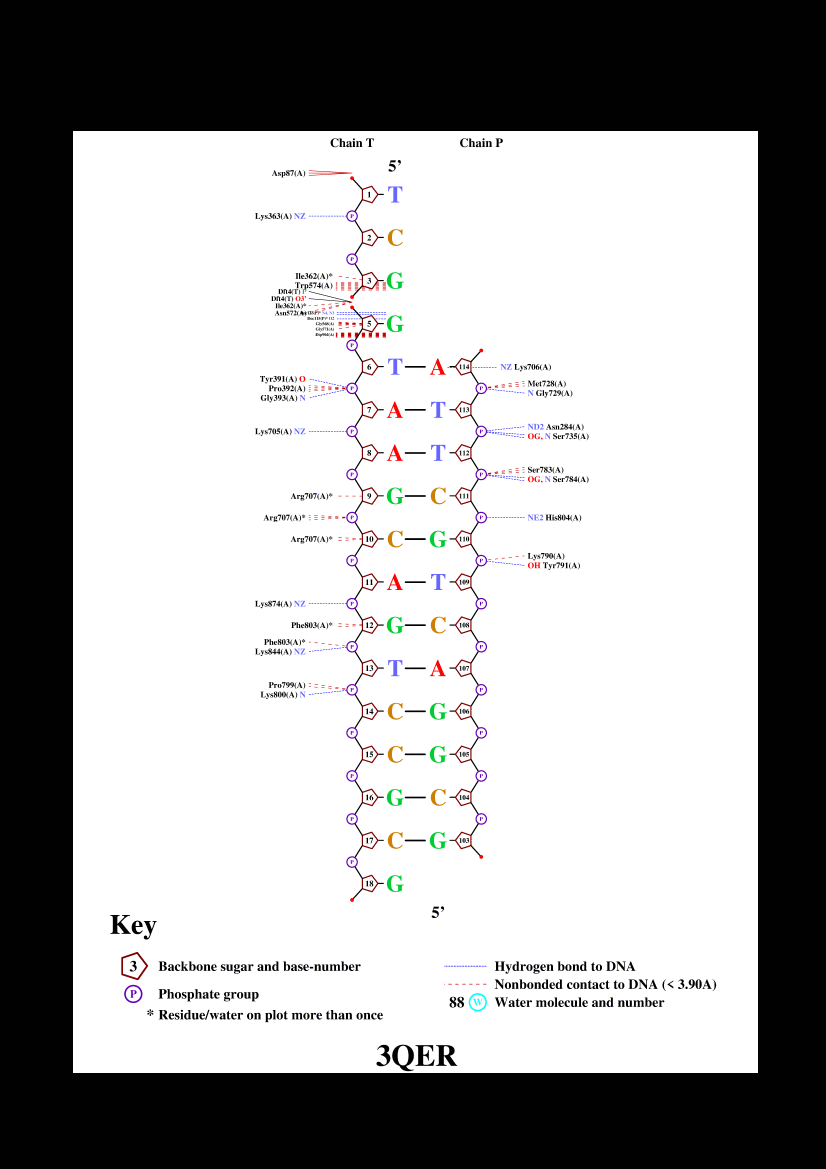 Chain T Chain P
5’
Asp87(A)
1 T
Lys363(A) NZ P
2 C
P
Ile362(A)*
3 G
Trp574(A)
Dft4(T)
Dft4(T) O3'
Ile362(A)*
Asn572(A)
5 G
P
6 T A 114 NZ Lys706(A)
Tyr391(A) O
Met728(A)
Pro392(A) P P
N Gly729(A)
Gly393(A) N
7 A T 113
ND2 Asn284(A)
Lys705(A) NZ P P
OG, N Ser735(A)
8 A T 112
Ser783(A)
P P
OG, N Ser784(A)
Arg707(A)* 9 G C 111
Arg707(A)* P P NE2 His804(A)
Arg707(A)* 10 C G 110
Lys790(A)
P P
OH Tyr791(A)
11 A T 109
Lys874(A) NZ P P
Phe803(A)* 12 G C 108
Phe803(A)*
P P
Lys844(A) NZ
13 T A 107
Pro799(A)
P P
Lys800(A) N
14 C G 106
P P
15 C G 105
P P
16 G C 104
P P
17 C G 103
P
18 G
5’
Key
3 Backbone sugar and base-number
P Phosphate group
* Residue/water on plot more than once
Hydrogen bond to DNA
Nonbonded contact to DNA (< 3.90A)
88 W Water molecule and number
3QER